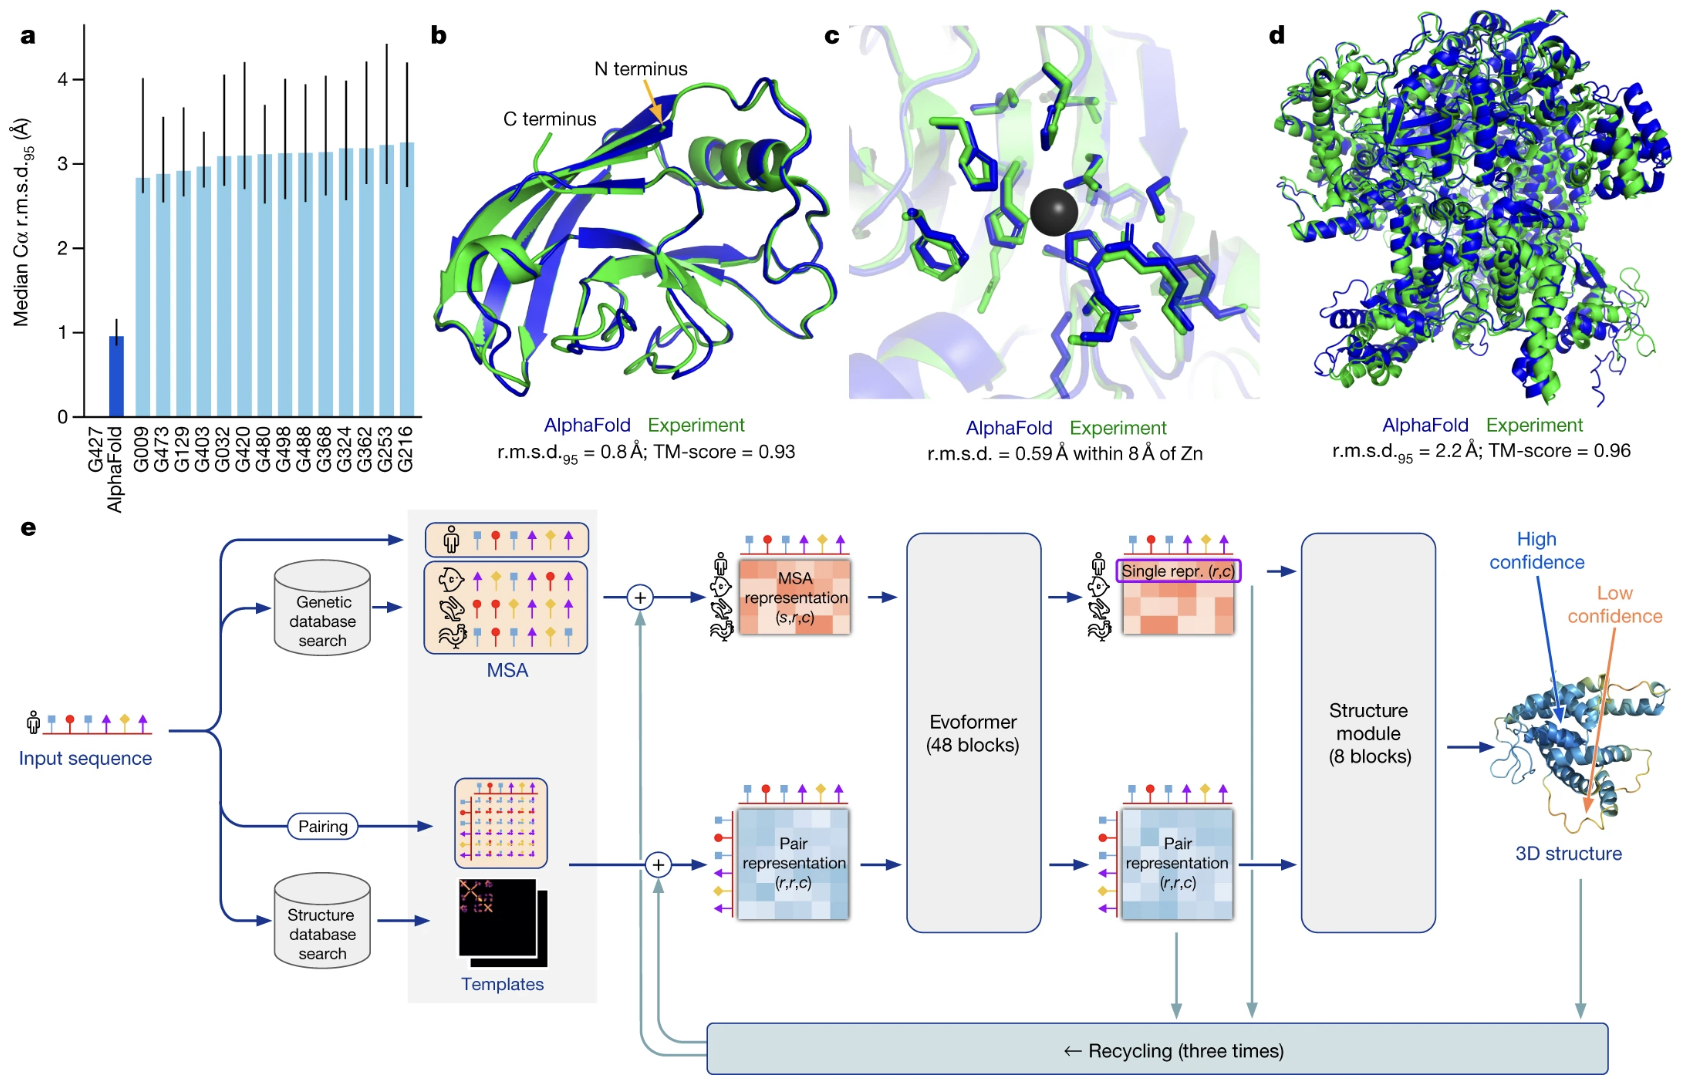 a
Median Cα r.m.s.d.95 (Å)
4
3
2
1
0
G427
AlphaFold
G009
G473
G129
G403
G032
G420
G480
G498
G488
G368
G324
G362
G253
G216
b
N terminus
C terminus
AlphaFold Experiment
r.m.s.d.95 = 0.8 Å; TM-score = 0.93
c
AlphaFold Experiment
r.m.s.d. = 0.59 Å within 8 Å of Zn
d
AlphaFold Experiment
r.m.s.d.95 = 2.2 Å; TM-score = 0.96
e
Input sequence
Genetic
database
search
MSA
Pairing
Structure
database
search
Templates
+
+
MSA
representation
(s,r,c)
Pair
representation
(r,r,c)
Evoformer
(48 blocks)
Single repr. (r,c)
Pair
representation
(r,r,c)
Structure
module
(8 blocks)
High
confidence
Low
confidence
3D structure
← Recycling (three times)